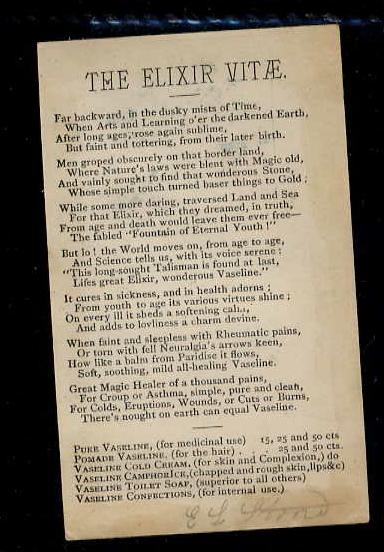 THE ELIXIR VITÆ.
Far backward, in the dusky mists of Time,
When Arts and Learning o'er the darkened Earth,
After long ages, rose again sublime,
But faint and tottering, from their later birth.
Men groped obscurely on that border land,
Where Nature's laws were blent with Magic old,
And vainly sought to find that wonderous Stone,
Whose simple touch turned baser things to Gold;
While some more daring, traversed Land and Sea
For that Elixir, which they dreamed, in truth,
From age and death would leave them ever free—
The fabled "Fountain of Eternal Youth!"
But lo! the World moves on, from age to age,
And Science tells us, with its voice serene:
"This long-sought Talisman is found at last,
Lifes great Elixir, wonderous Vaseline."
It cures in sickness, and in health adorns;
From youth to age its various virtues shine;
On every ill it sheds a softening calm,
And adds to lovliness a charm devine.
When faint and sleepless with Rheumatic pains,
Or torn with fell Neuralgia's arrows keen,
How like a balm from Paridise it flows,
Soft, soothing, mild all-healing Vaseline.
Great Magic Healer of a thousand pains,
For Croup or Asthma, simple, pure and clean,
For Colds, Eruptions, Wounds, or Cuts or Burns,
There's nought on earth can equal Vaseline.
PURE VASELINE, (for medicinal use) 15, 25 and 50 cts
POMADE VASELINE. (for the hair) . . 25 and 50 cts.
VASELINE COLD CREAM, (for skin and Complexion,) do
VASELINE CAMPHOR ICE, (chapped and rough skin, lips&c)
VASELINE TOILET SOAP, (superior to all others)
VASELINE CONFECTIONS, (for internal use.)